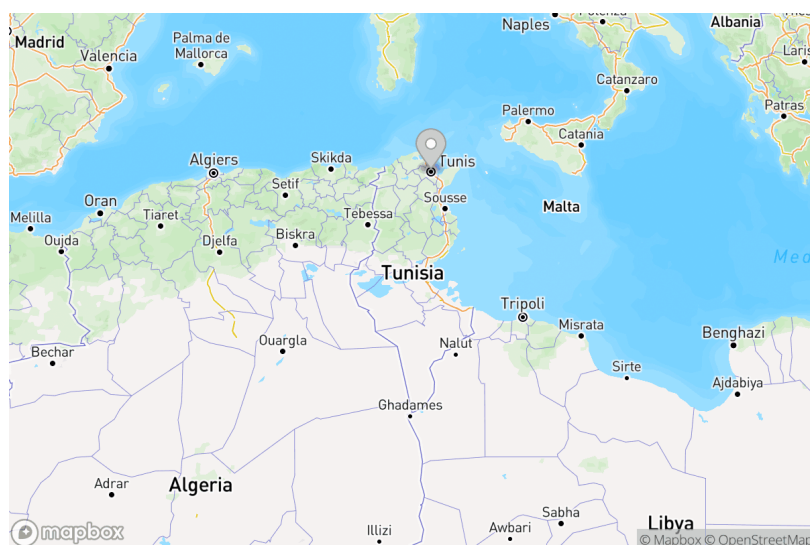 Naples
Potenza
Albania
Madrid
Palma de
Mallorca
Valencia
Laris
Catanzaro
Palermo
Patras
Catania
Algiers
Skikda
Tunis
Setif
Oran
Sousse
Malta
Melilla
Tiaret
Tebessa
Biskra
Oujda
Djelfa
Med
Tunisia
Tripoli
Misrata
Benghazi
Ouargla
Nalut
Bechar
Sirte
Ajdabiya
Ghadames
Algeria
Adrar
Sabha
Libya
Illizi
Awbari
mapbox
© Mapbox © OpenStreetMap